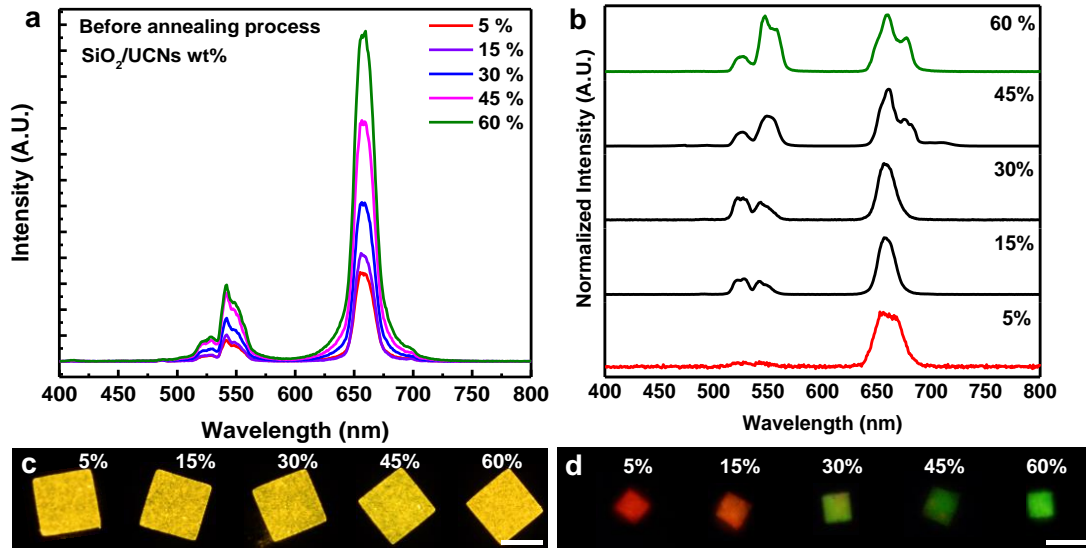 a
Before annealing process
SiO₂/UCNs wt%
5 %
15 %
30 %
45 %
60 %
Intensity (A.U.)
400 450 500 550 600 650 700 750 800
Wavelength (nm)
b
60 %
45%
30%
15%
5%
Normalized Intensity (A.U.)
400 450 500 550 600 650 700 750 800
Wavelength (nm)
c
5% 15% 30% 45% 60%
d
5% 15% 30% 45% 60%